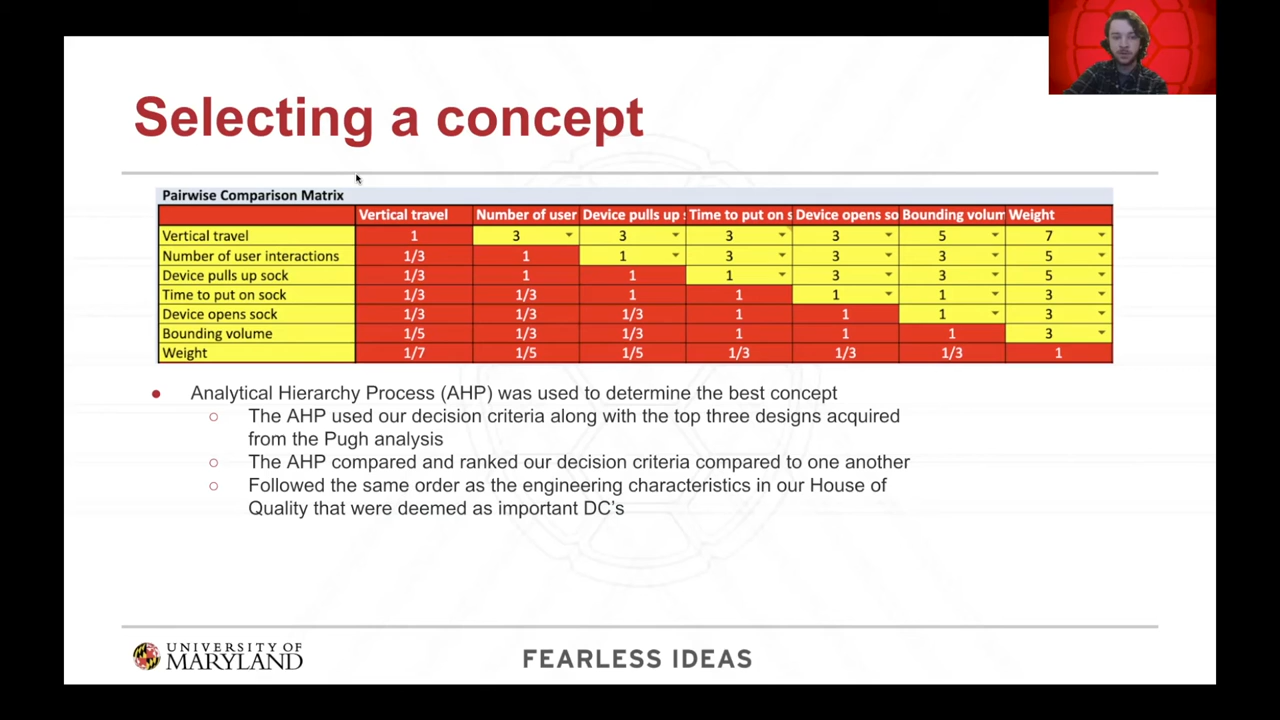 Selecting a concept
Pairwise Comparison Matrix
Vertical travel Number of user Device pulls up Time to put on s Device opens so Bounding volum Weight
Vertical travel 1 3 3 3 3 5 7
Number of user interactions 1/3 1 1 3 3 3 5
Device pulls up sock 1/3 1 1 1 3 3 5
Time to put on sock 1/3 1/3 1 1 1 1 3
Device opens sock 1/3 1/3 1/3 1 1 1 3
Bounding volume 1/5 1/3 1/3 1 1 1 3
Weight 1/7 1/5 1/5 1/3 1/3 1/3 1
● Analytical Hierarchy Process (AHP) was used to determine the best concept
○ The AHP used our decision criteria along with the top three designs acquired
from the Pugh analysis
○ The AHP compared and ranked our decision criteria compared to one another
○ Followed the same order as the engineering characteristics in our House of
Quality that were deemed as important DC's
UNIVERSITY OF
MARYLAND
FEARLESS IDEAS